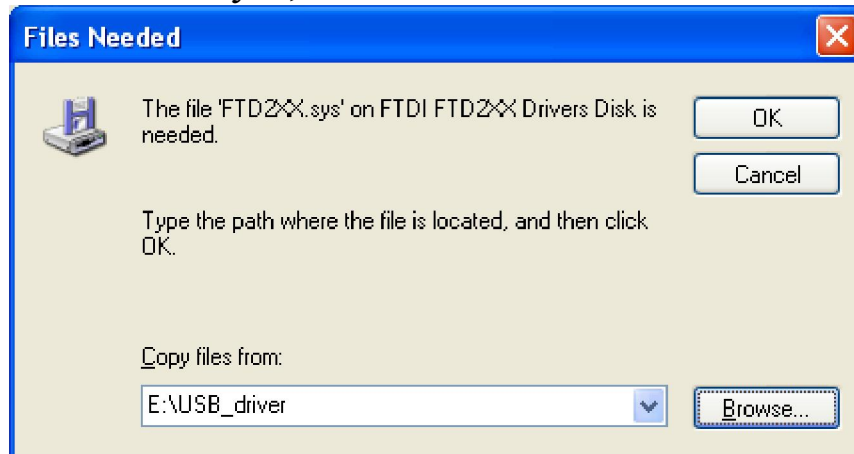 Files Needed
The file 'FTD2XX.sys' on FTDI FTD2XX Drivers Disk is
needed.
OK
Cancel
Type the path where the file is located, and then click
OK.
Copy files from:
E:\USB_driver
Browse...